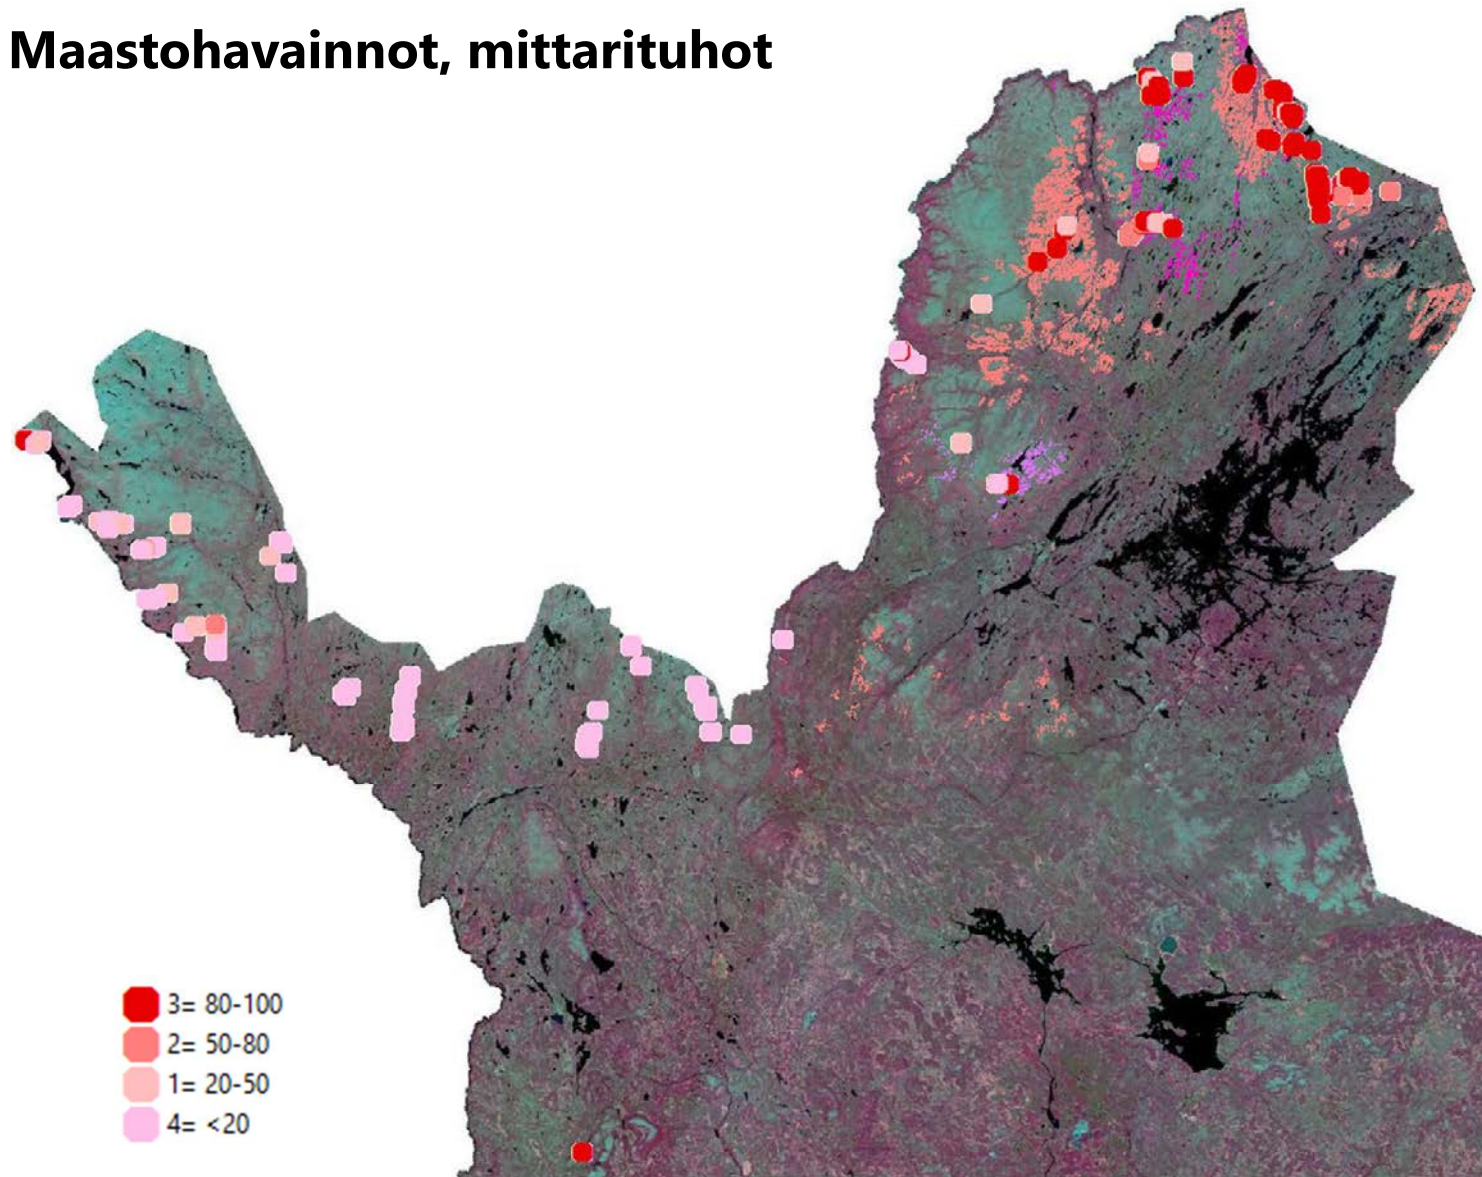 Maastohavainnot, mittarituhot
3= 80-100
2= 50-80
1= 20-50
4= <20